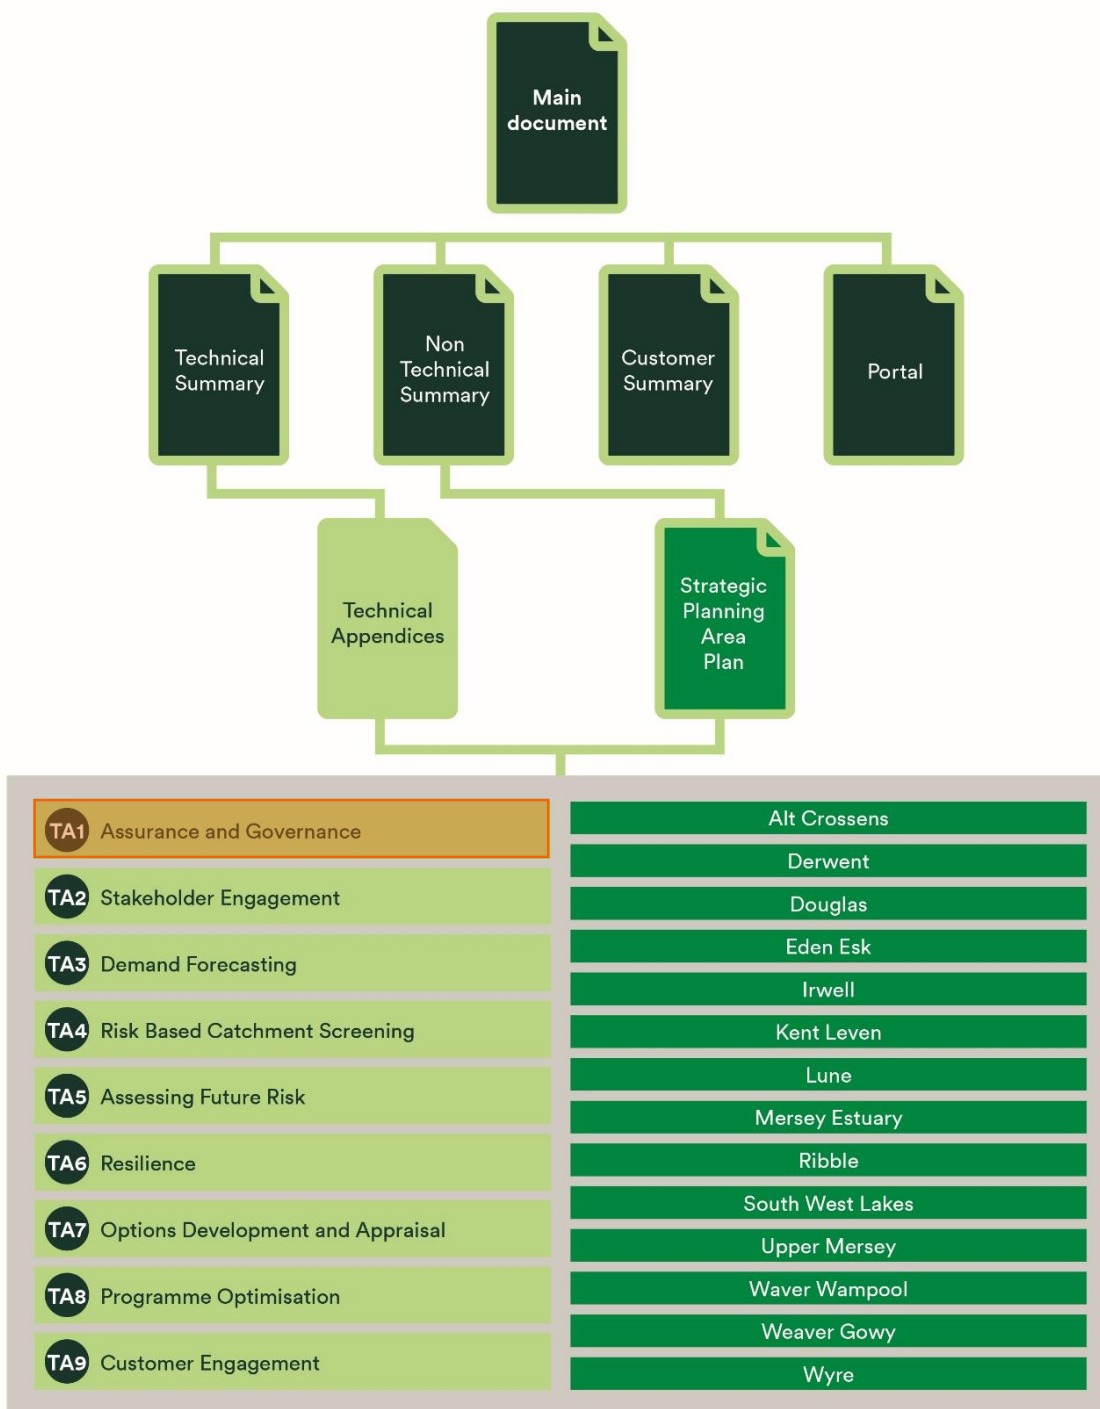 Main
document
Technical
Summary
Non
Technical
Summary
Customer
Summary
Portal
Technical
Appendices
Strategic
Planning
Area
Plan
TA1 Assurance and Governance
TA2 Stakeholder Engagement
TA3 Demand Forecasting
TA4 Risk Based Catchment Screening
TA5 Assessing Future Risk
TA6 Resilience
TA7 Options Development and Appraisal
TA8 Programme Optimisation
TA9 Customer Engagement
Alt Crossens
Derwent
Douglas
Eden Esk
Irwell
Kent Leven
Lune
Mersey Estuary
Ribble
South West Lakes
Upper Mersey
Waver Wampool
Weaver Gowy
Wyre